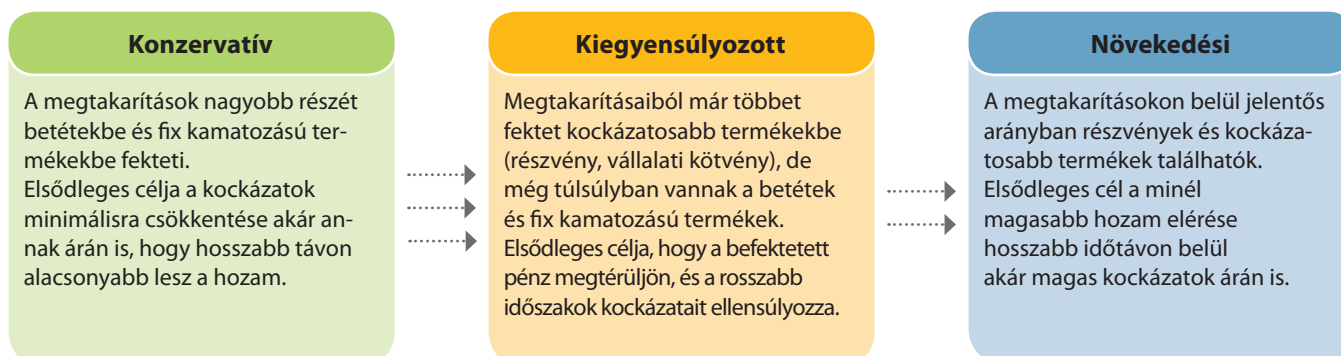 Konzervatív
A megtakarítások nagyobb részét
betétekbe és fix kamatozású ter-
mékekbe fekteti.
Elsődleges célja a kockázatok
minimálisra csökkentése akár an-
nak árán is, hogy hosszabb távon
alacsonyabb lesz a hozam.
Kiegyensúlyozott
Megtakarításaiból már többet
fektet kockázatosabb termékekbe
(részvény, vállalati kötvény), de
még túlsúlyban vannak a betétek
és fix kamatozású termékek.
Elsődleges célja, hogy a befektetett
pénz megtérüljön, és a rosszabb
időszakok kockázatait ellensúlyozza.
Növekedési
A megtakarításokon belül jelentős
arányban részvények és kockáza-
tosabb termékek találhatók.
Elsődleges cél a minél
magasabb hozam elérése
hosszabb időtávon belül
akár magas kockázatok árán is.